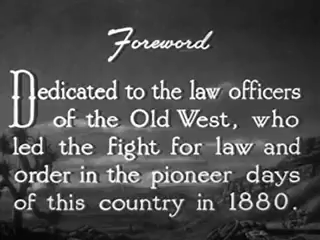 Foreword
Dedicated to the law officers
of the Old West, who
led the fight for law and
order in the pioneer days
of this country in 1880.